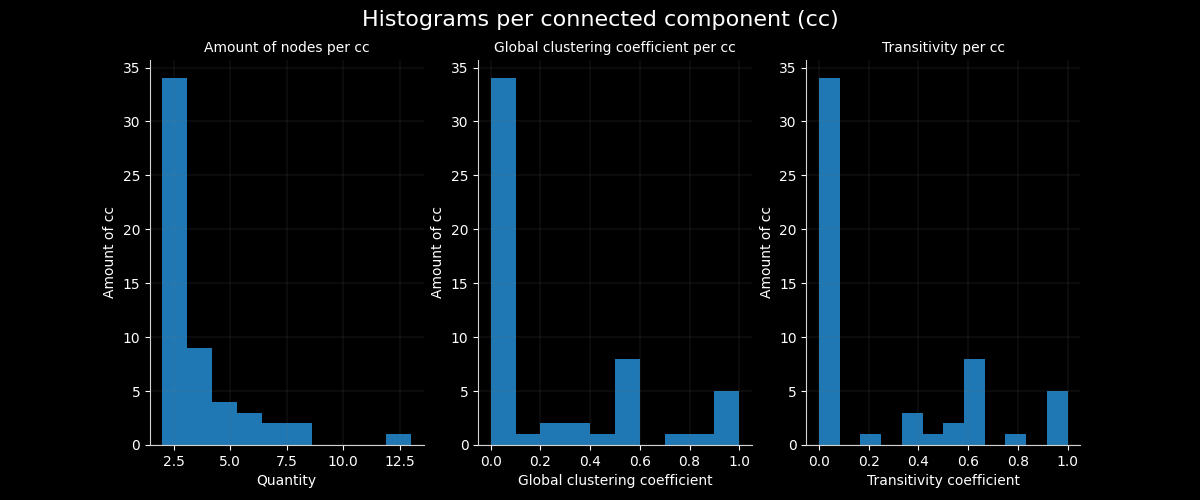 Histograms per connected component (cc)
Amount of nodes per cc
Amount of cc
35
30
25
20
15
10
5
0
2.5 5.0 7.5 10.0 12.5
Quantity
Global clustering coefficient per cc
Amount of cc
35
30
25
20
15
10
5
0
0.0 0.2 0.4 0.6 0.8 1.0
Global clustering coefficient
Transitivity per cc
Amount of cc
35
30
25
20
15
10
5
0
0.0 0.2 0.4 0.6 0.8 1.0
Transitivity coefficient